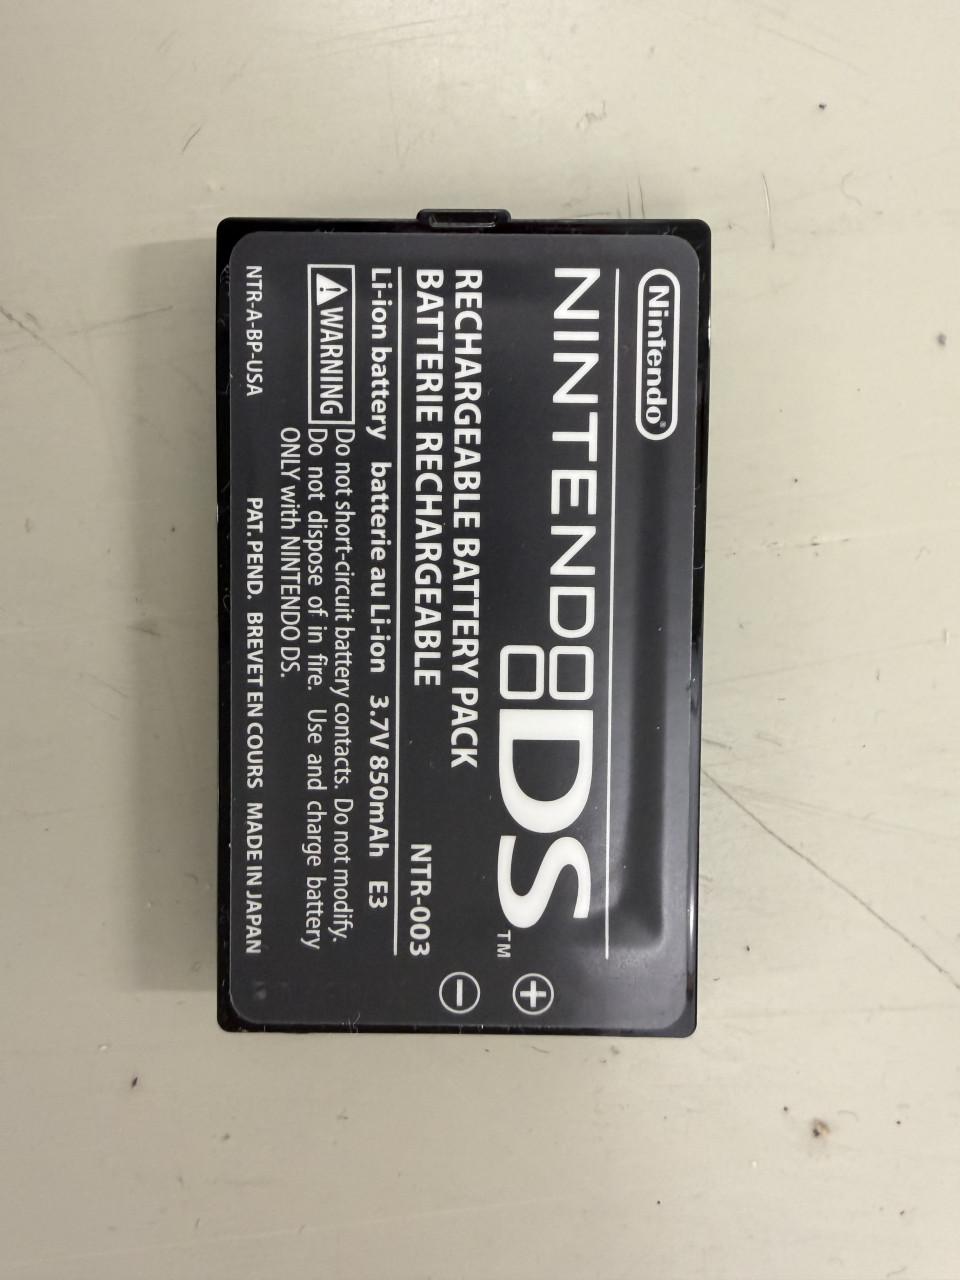 Nintendo®
NINTENDO DS™
RECHARGEABLE BATTERY PACK
BATTERIE RECHARGEABLE NTR-003
Li-ion battery batterie au Li-ion 3.7V 850mAh E3
⚠WARNING Do not short-circuit battery contacts. Do not modify.
Do not dispose of in fire. Use and charge battery
ONLY with NINTENDO DS.
NTR-A-BP-USA PAT. PEND. BREVET EN COURS MADE IN JAPAN
+
−